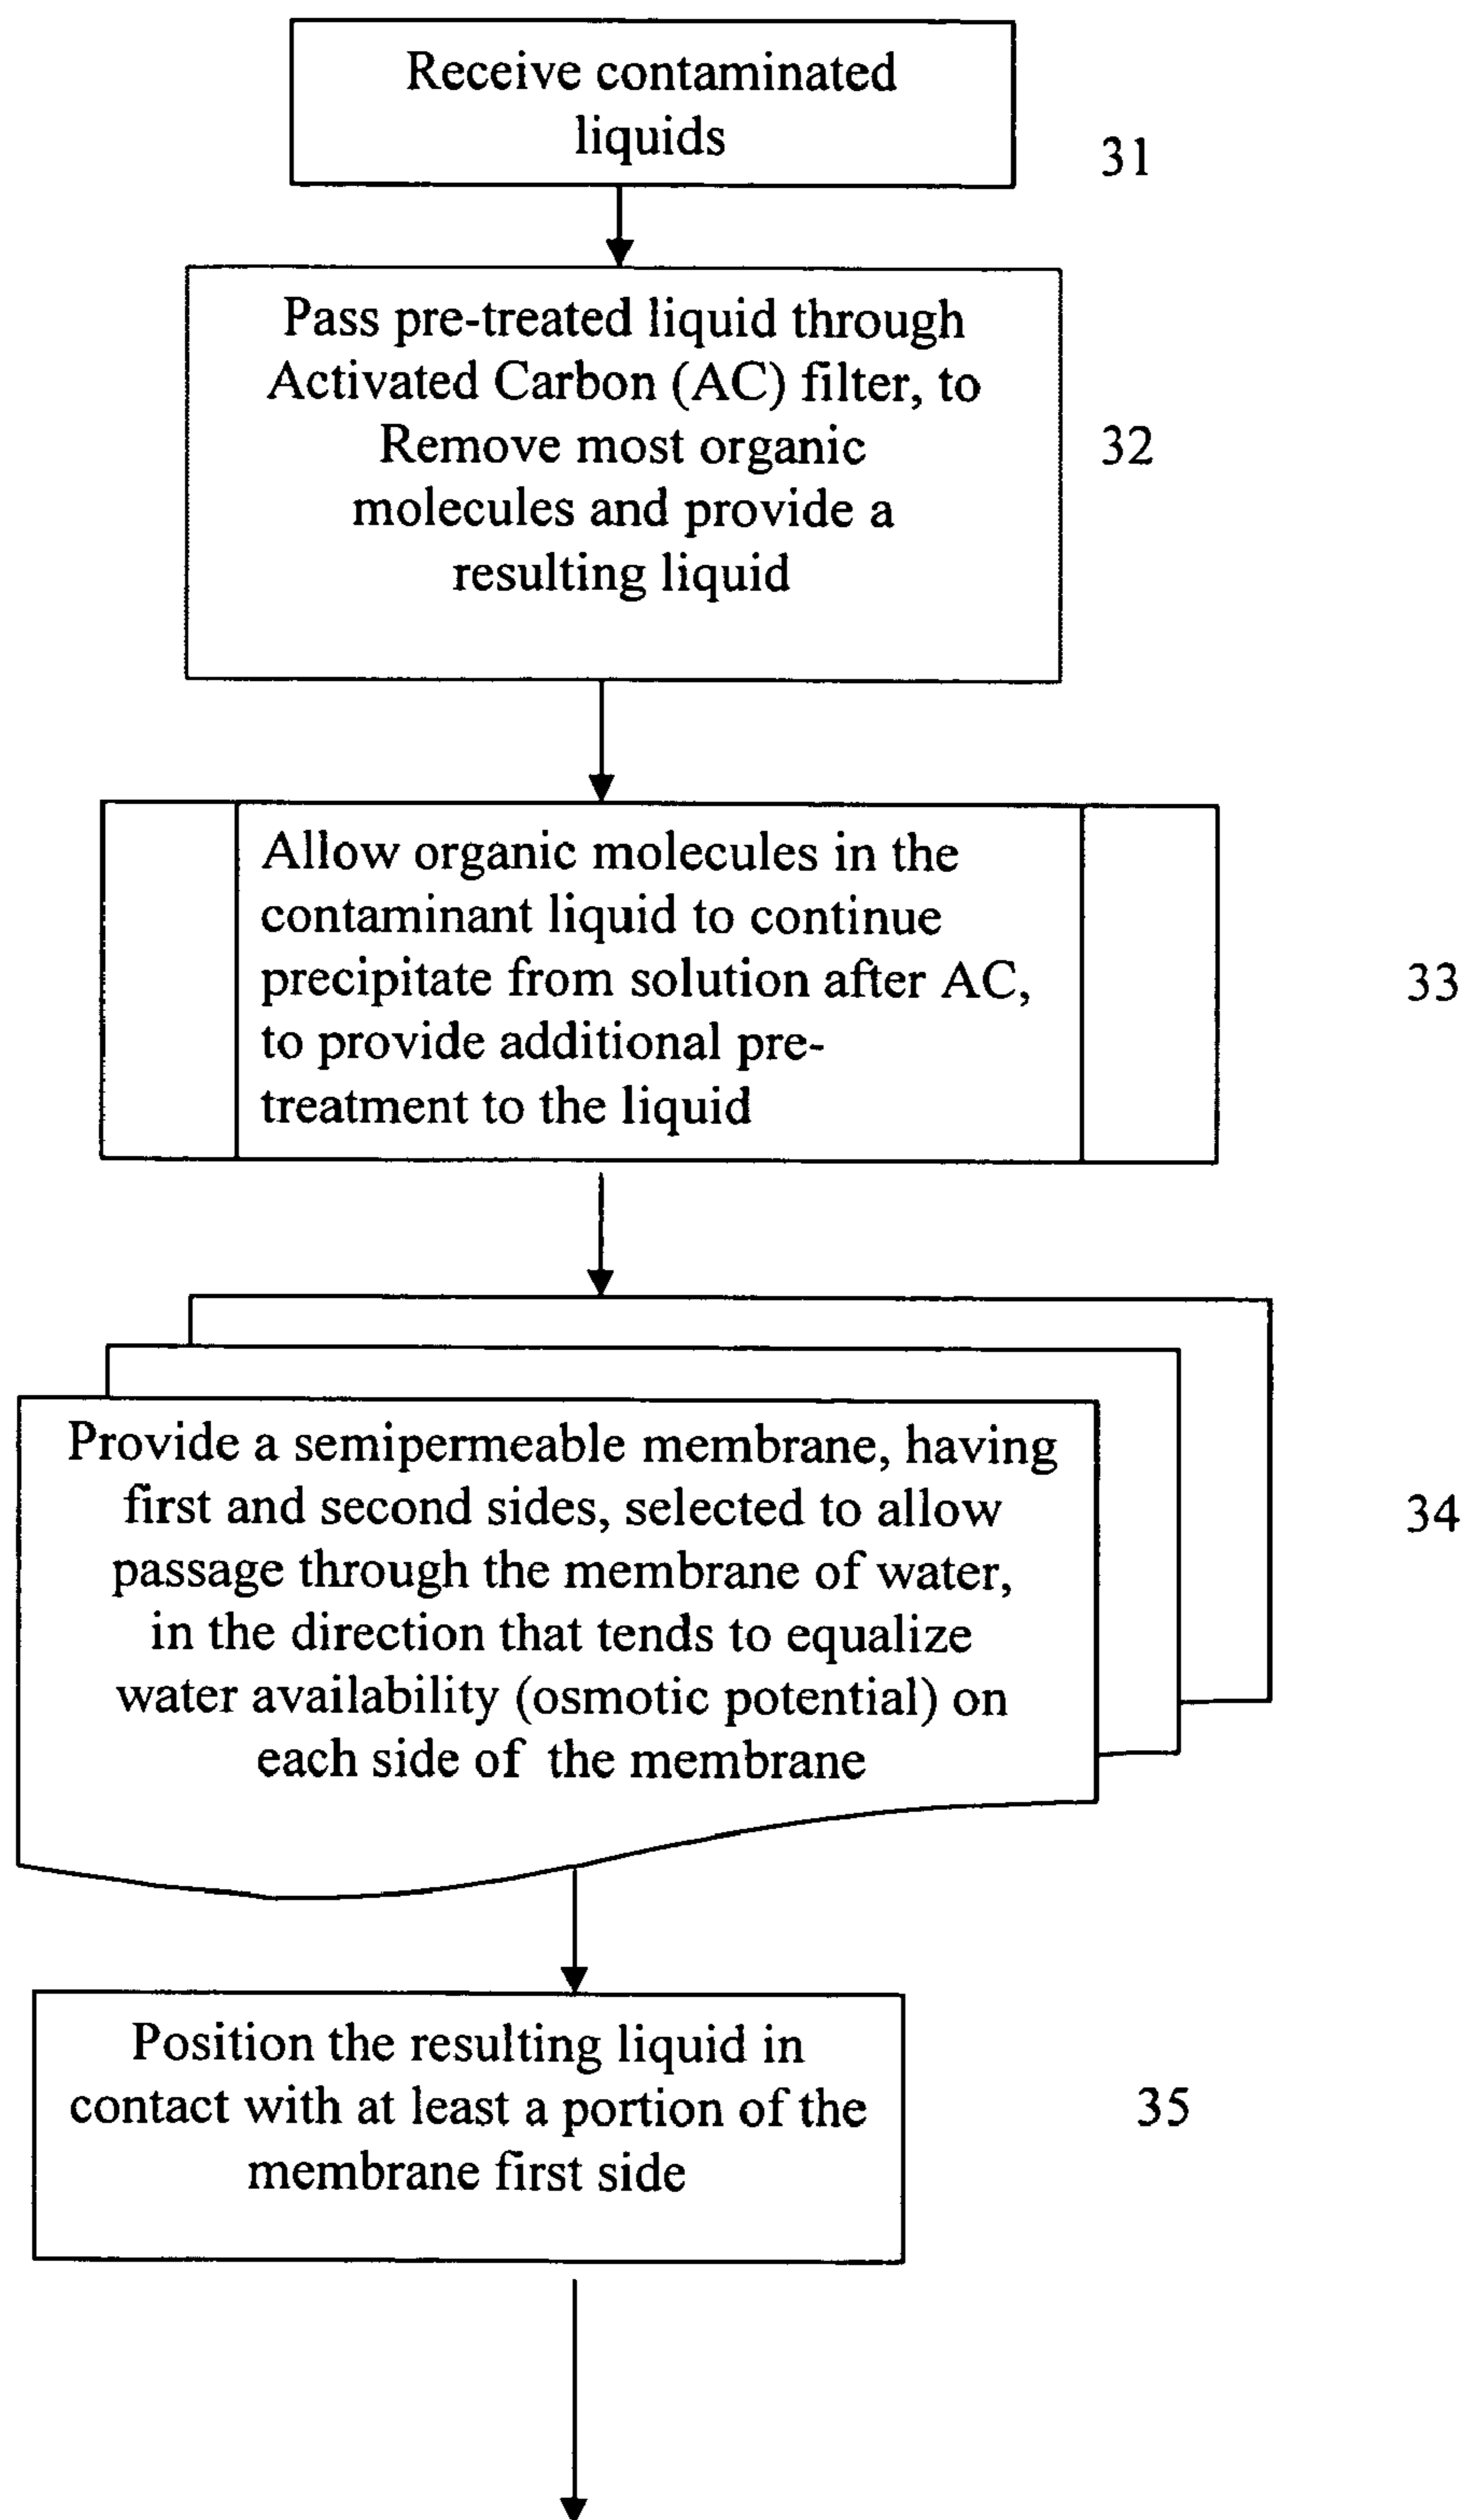 Receive contaminated
liquids
31
Pass pre-treated liquid through
Activated Carbon (AC) filter, to
Remove most organic
molecules and provide a
resulting liquid
32
Allow organic molecules in the
contaminant liquid to continue
precipitate from solution after AC,
to provide additional pre-
treatment to the liquid
33
Provide a semipermeable membrane, having
first and second sides, selected to allow
passage through the membrane of water,
in the direction that tends to equalize
water availability (osmotic potential) on
each side of the membrane
34
Position the resulting liquid in
contact with at least a portion of the
membrane first side
35